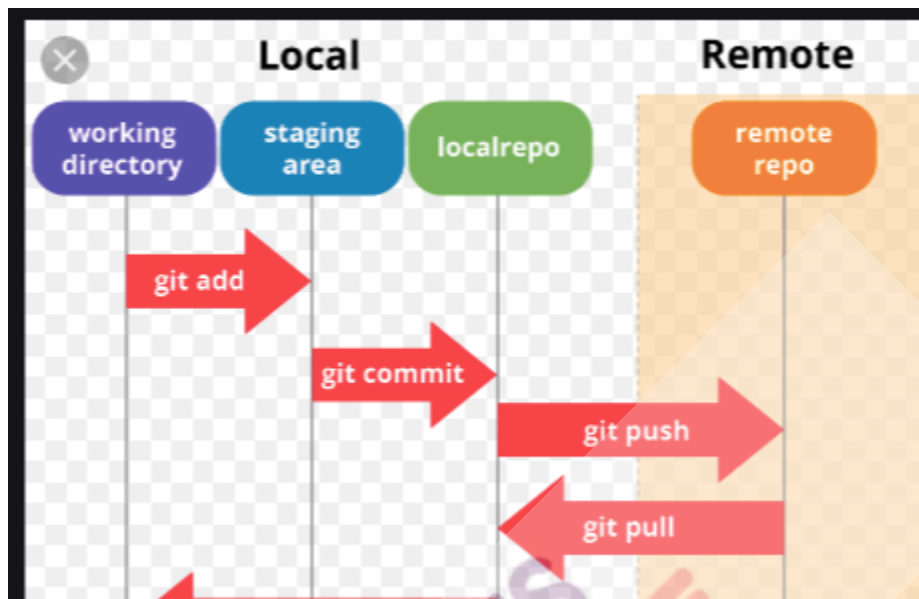 Local
Remote
working
directory
staging
area
localrepo
remote
repo
git add
git commit
git push
git pull